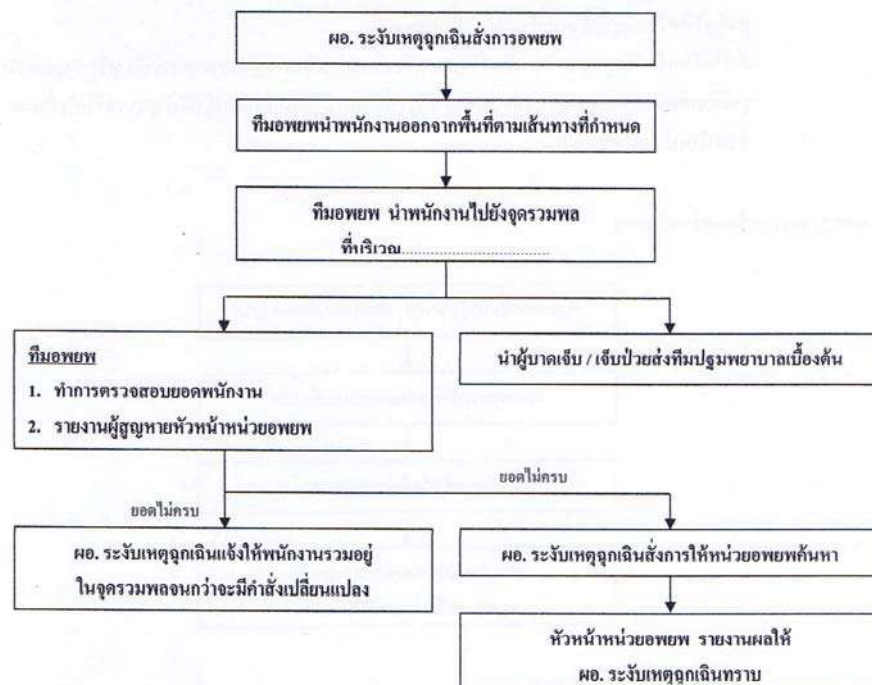 ผอ. ระงับเหตุฉุกเฉินสั่งการอพยพ
ทีมอพยพนำพนักงานออกจากพื้นที่ตามเส้นทางที่กำหนด
ทีมอพยพ นำพนักงานไปยังจุดรวมพล
ที่บริเวณ..............................................
ทีมอพยพ
1. ทำการตรวจสอบยอดพนักงาน
2. รายงานผู้สูญหายหัวหน้าหน่วยอพยพ
นำผู้บาดเจ็บ / เจ็บป่วยส่งทีมปฐมพยาบาลเบื้องต้น
ยอดไม่ครบ
ยอดไม่ครบ
ผอ. ระงับเหตุฉุกเฉินแจ้งให้พนักงานรวมอยู่
ในจุดรวมพลจนกว่าจะมีคำสั่งเปลี่ยนแปลง
ผอ. ระงับเหตุฉุกเฉินสั่งการให้หน่วยอพยพค้นหา
หัวหน้าหน่วยอพยพ รายงานผลให้
ผอ. ระงับเหตุฉุกเฉินทราบ